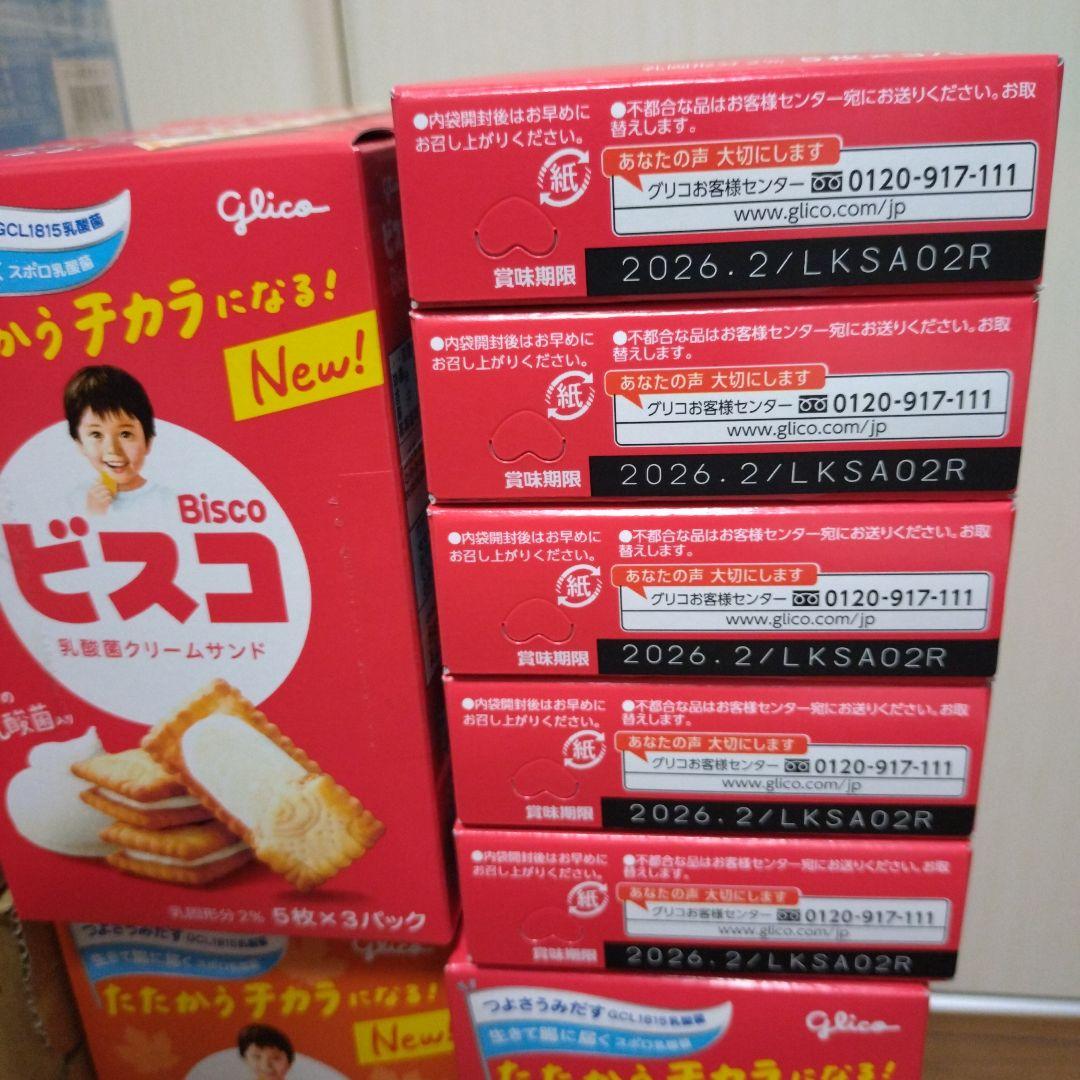 GCL1815乳酸菌
スポロ乳酸菌
glico
かうチカラになる!
New!
Bisco
ビスコ
乳酸菌クリームサンド
の
乳酸菌入り
乳固形分2% 5枚×3パック
つよさうみだす GCL1815乳酸菌
生きて腸に届く スポロ乳酸菌
glico
たたかうチカラになる!
New!
●内袋開封後はお早めに
お召し上がりください。
紙
●不都合な品はお客様センター宛にお送りください。お取
替えします。
あなたの声 大切にします
グリコお客様センター 0120-917-111
www.glico.com/jp
賞味期限 2026.2/LKSA02R
●内袋開封後はお早めに
お召し上がりください。
紙
●不都合な品はお客様センター宛にお送りください。お取
替えします。
あなたの声 大切にします
グリコお客様センター 0120-917-111
www.glico.com/jp
賞味期限 2026.2/LKSA02R
●内袋開封後はお早めに
お召し上がりください。
紙
●不都合な品はお客様センター宛にお送りください。お取
替えします。
あなたの声 大切にします
グリコお客様センター 0120-917-111
www.glico.com/jp
賞味期限 2026.2/LKSA02R
●内袋開封後はお早めに
お召し上がりください。
紙
●不都合な品はお客様センター宛にお送りください。お取
替えします。
あなたの声 大切にします
グリコお客様センター 0120-917-111
www.glico.com/jp
賞味期限 2026.2/LKSA02R
●内袋開封後はお早めに
お召し上がりください。
紙
●不都合な品はお客様センター宛にお送りください。お取
替えします。
あなたの声 大切にします
グリコお客様センター 0120-917-111
www.glico.com/jp
賞味期限 2026.2/LKSA02R
つよさうみだす GCL1815乳酸菌
生きて腸に届く スポロ乳酸菌
glico
たたかうチカラになる!